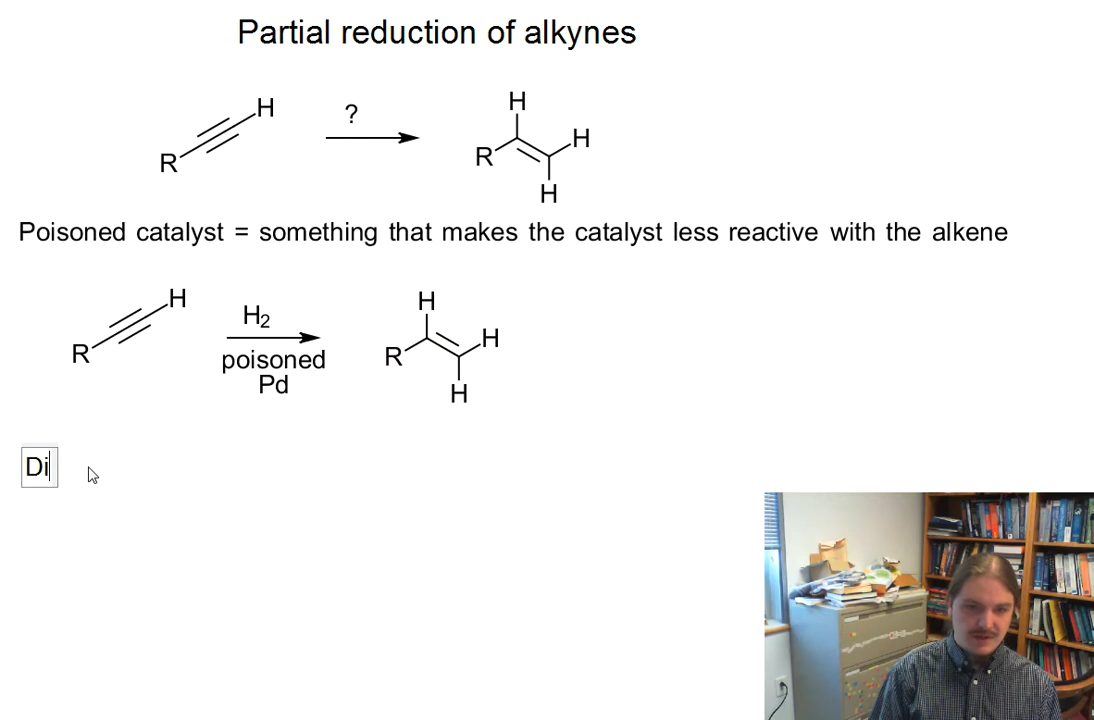 Partial reduction of alkynes
H
R
?
H
R
H
H
Poisoned catalyst = something that makes the catalyst less reactive with the alkene
H
R
H2
poisoned
Pd
H
R
H
H
Di